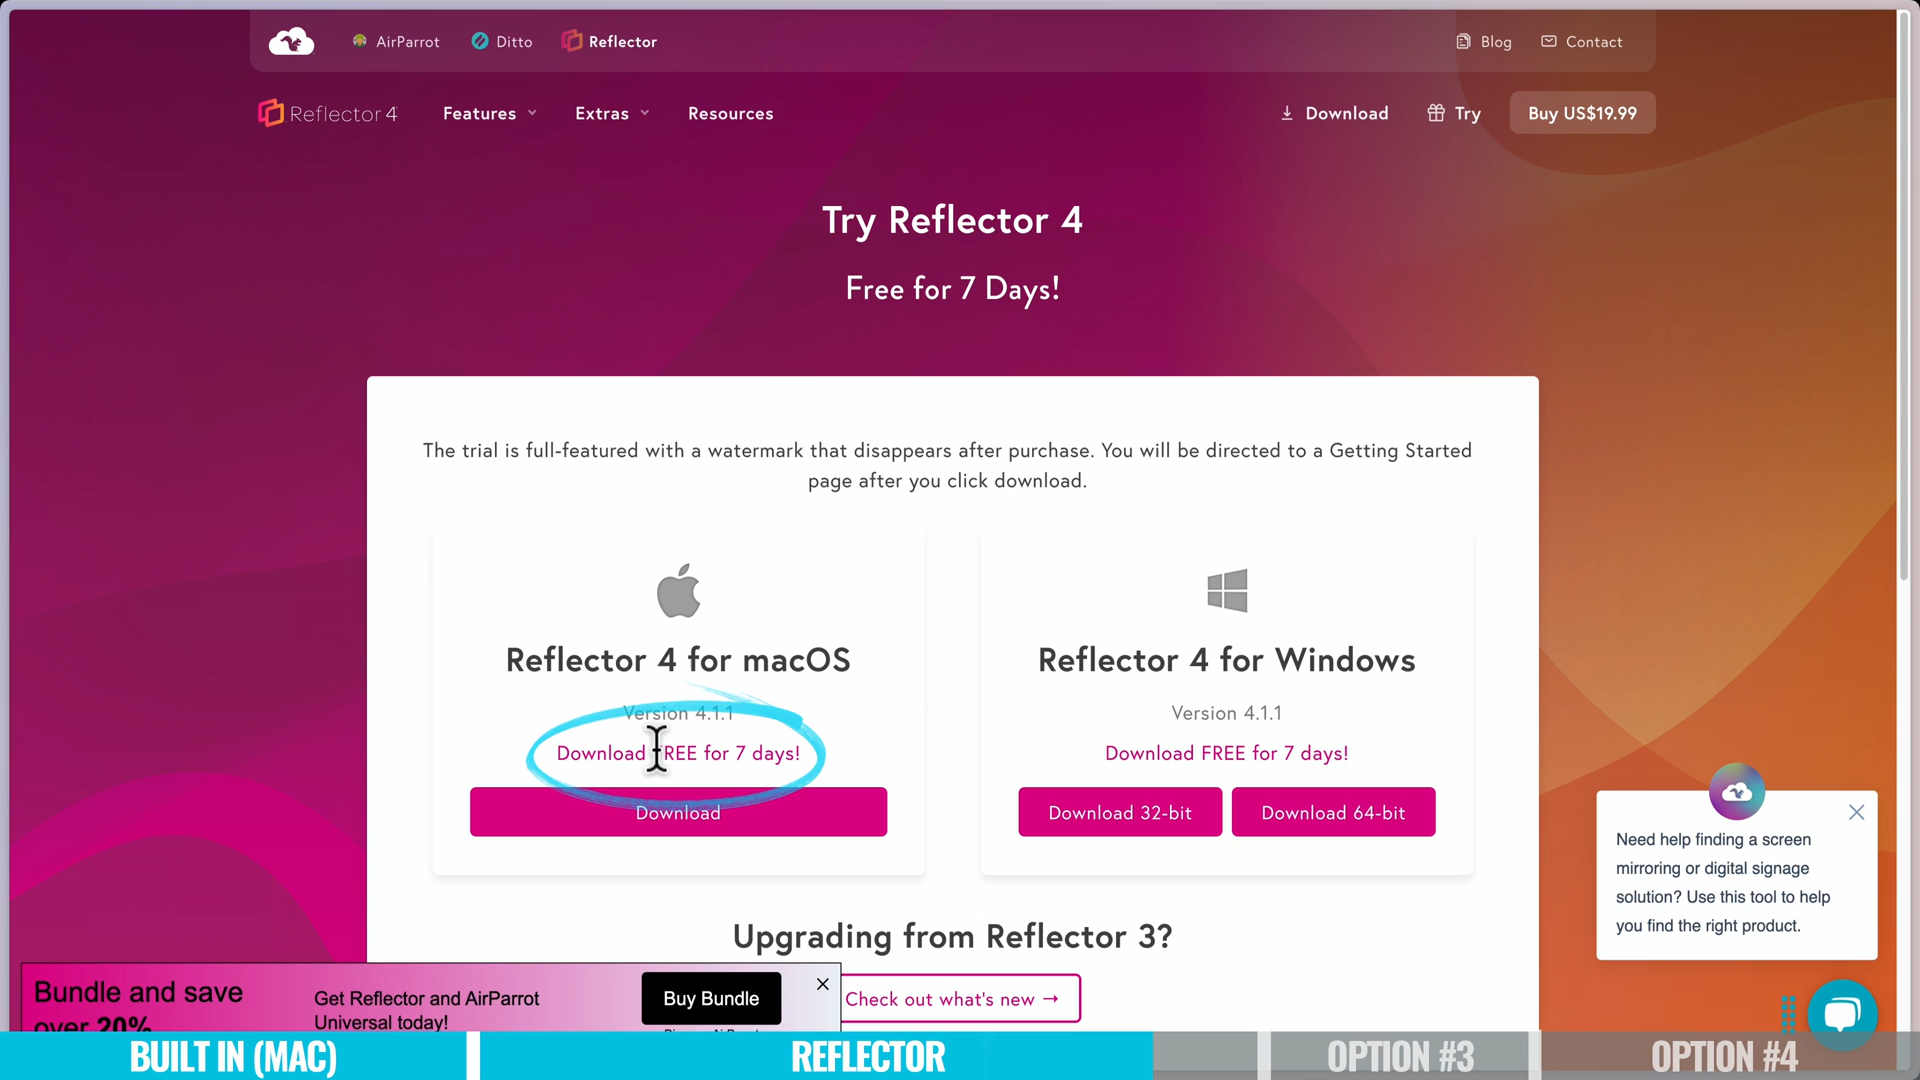 AirParrot
Ditto
Reflector
Blog
Contact
Reflector 4
Features
Extras
Resources
Download
Try
Buy US$19.99
Try Reflector 4
Free for 7 Days!
The trial is full-featured with a watermark that disappears after purchase. You will be directed to a Getting Started
page after you click download.
Reflector 4 for macOS
Version 4.1.1
Download FREE for 7 days!
Download
Reflector 4 for Windows
Version 4.1.1
Download FREE for 7 days!
Download 32-bit
Download 64-bit
Need help finding a screen
mirroring or digital signage
solution? Use this tool to help
you find the right product.
Upgrading from Reflector 3?
Check out what's new →
Bundle and save
over 20%
Get Reflector and AirParrot
Universal today!
Buy Bundle
BUILT IN (MAC)
REFLECTOR
OPTION #3
OPTION #4